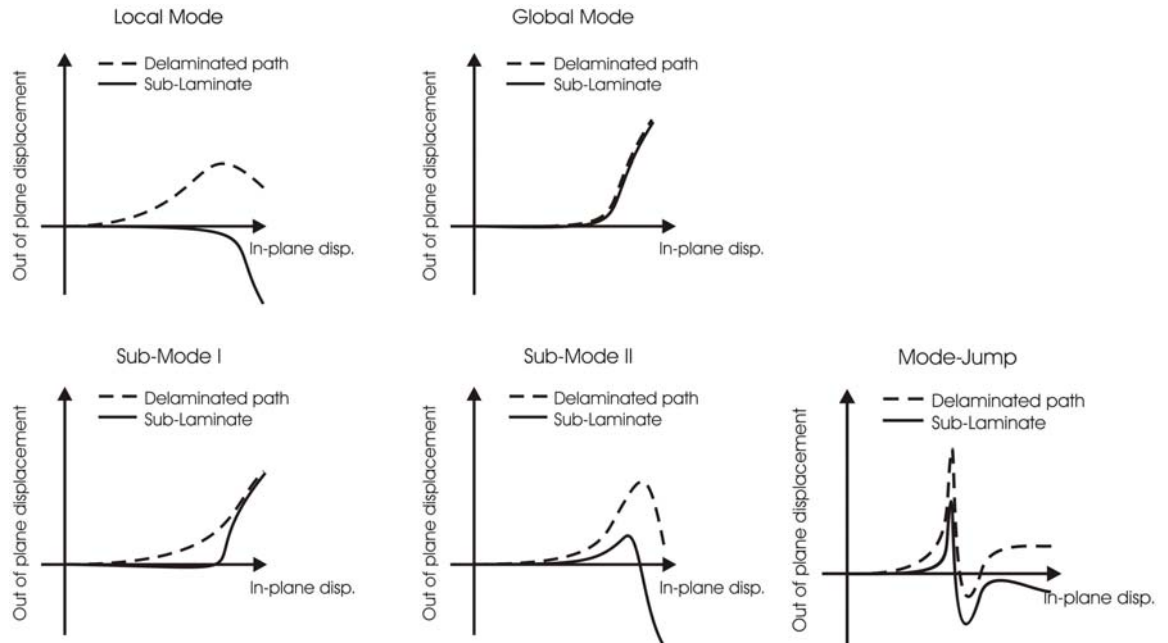 Local Mode
Out of plane displacement
Delaminated path
Sub-Laminate
In-plane disp.
Global Mode
Out of plane displacement
Delaminated path
Sub-Laminate
In-plane disp.
Sub-Mode I
Out of plane displacement
Delaminated path
Sub-Laminate
In-plane disp.
Sub-Mode II
Out of plane displacement
Delaminated path
Sub-Laminate
In-plane disp.
Mode-Jump
Out of plane displacement
Delaminated path
Sub-Laminate
In-plane disp.